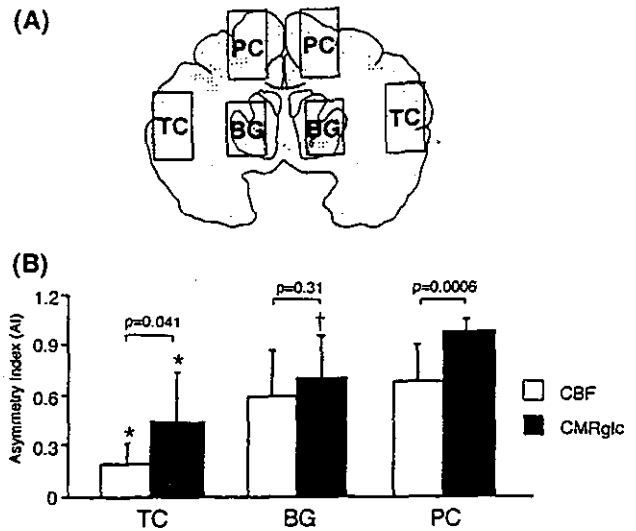 (A)
PC PC
TC BG BG TC
(B)
Asymmetry Index (AI)
1.2
0.9
0.6
0.3
0
p=0.041
p=0.31
p=0.0006
*
*
†
CBF
CMRglc
TC BG PC